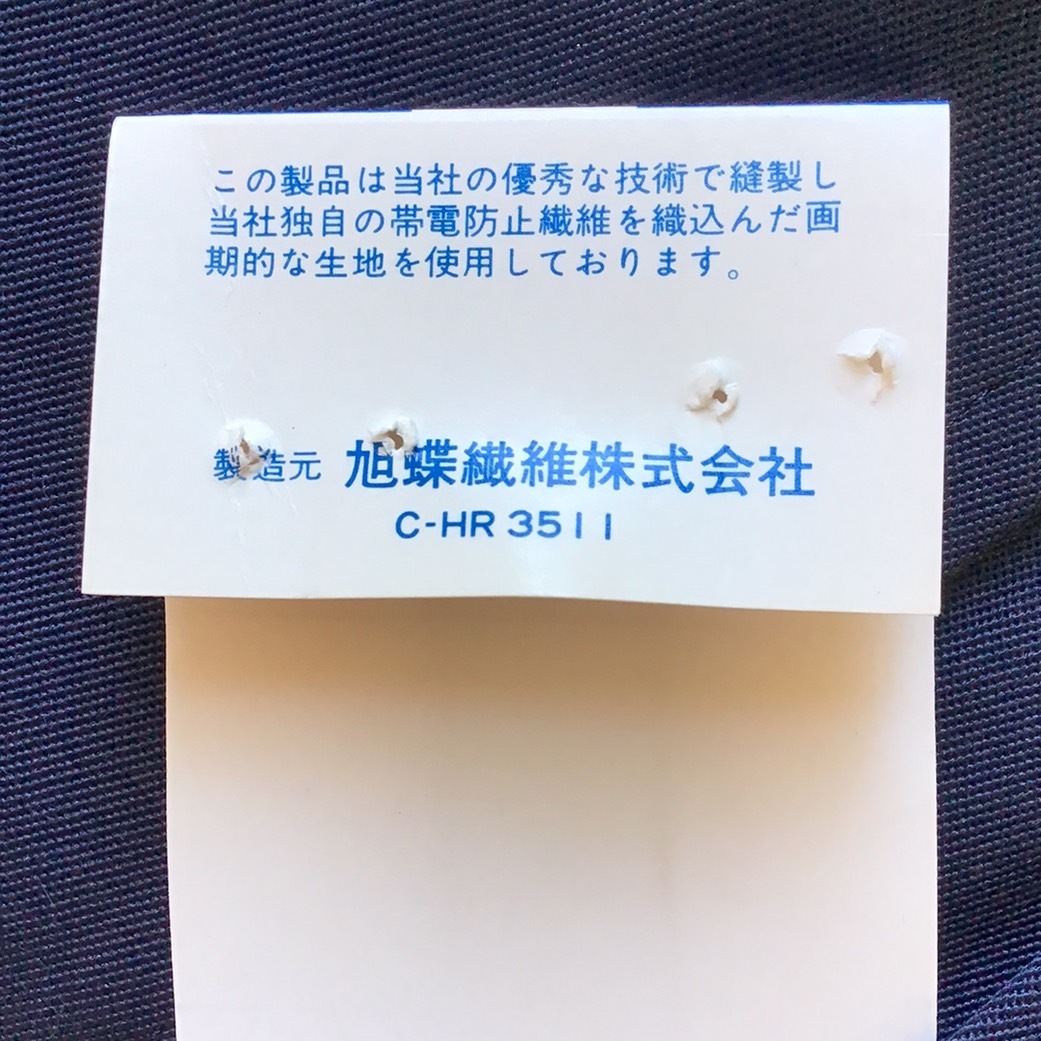 この製品は当社の優秀な技術で縫製し
当社独自の帯電防止繊維を織込んだ画
期的な生地を使用しております。
製造元 旭蝶繊維株式会社
C-HR 3511